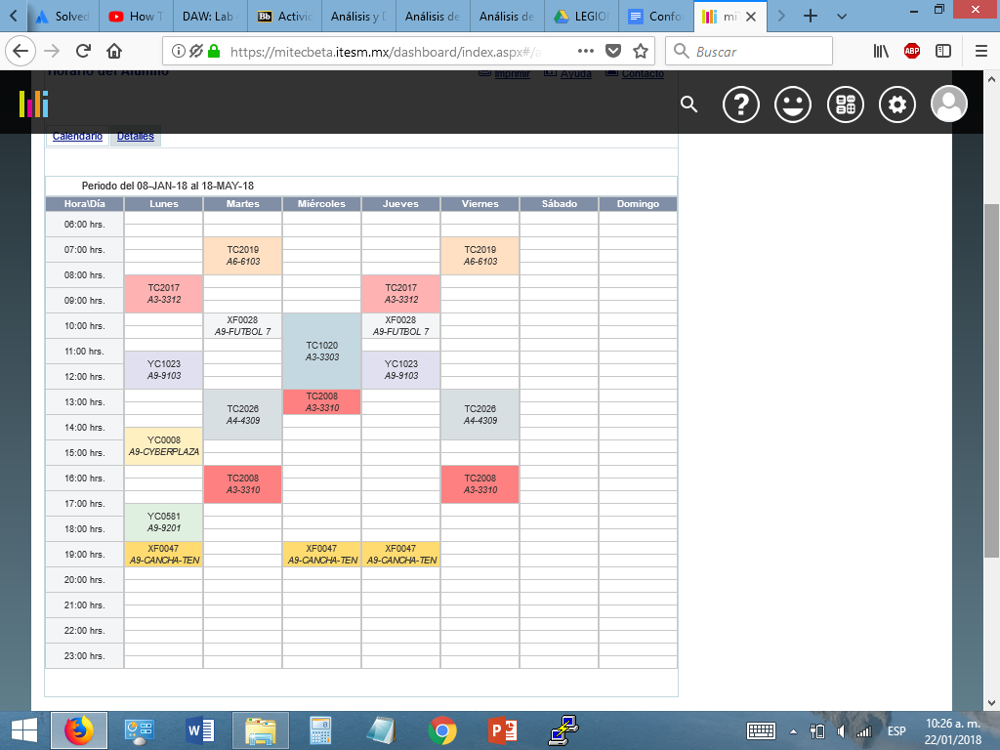 Solved
How T
DAW: Lab
Bb Activid
Análisis y D
Análisis de
Análisis de
LEGION
Confo
mi
https://mitecbeta.itesm.mx/dashboard/index.aspx#/
Buscar
ABP
Horario del Alumno
Imprimir Ayuda Contacto
Calendario Detalles
Periodo del 08-JAN-18 al 18-MAY-18
Hora\Día Lunes Martes Miércoles Jueves Viernes Sábado Domingo
06:00 hrs.
07:00 hrs. TC2019 TC2019
A6-6103 A6-6103
08:00 hrs.
TC2017 TC2017
09:00 hrs. A3-3312 A3-3312
10:00 hrs. XF0028 XF0028
A9-FUTBOL 7 A9-FUTBOL 7
11:00 hrs. TC1020
A3-3303
YC1023 YC1023
12:00 hrs. A9-9103 A9-9103
13:00 hrs. TC2008
A3-3310
TC2026 TC2026
14:00 hrs. A4-4309 A4-4309
YC0008
15:00 hrs. A9-CYBERPLAZA
16:00 hrs. TC2008 TC2008
A3-3310 A3-3310
17:00 hrs.
YC0581
18:00 hrs. A9-9201
19:00 hrs. XF0047 XF0047 XF0047
A9-CANCHA-TEN A9-CANCHA-TEN A9-CANCHA-TEN
20:00 hrs.
21:00 hrs.
22:00 hrs.
23:00 hrs.
ESP
10:26 a. m.
22/01/2018